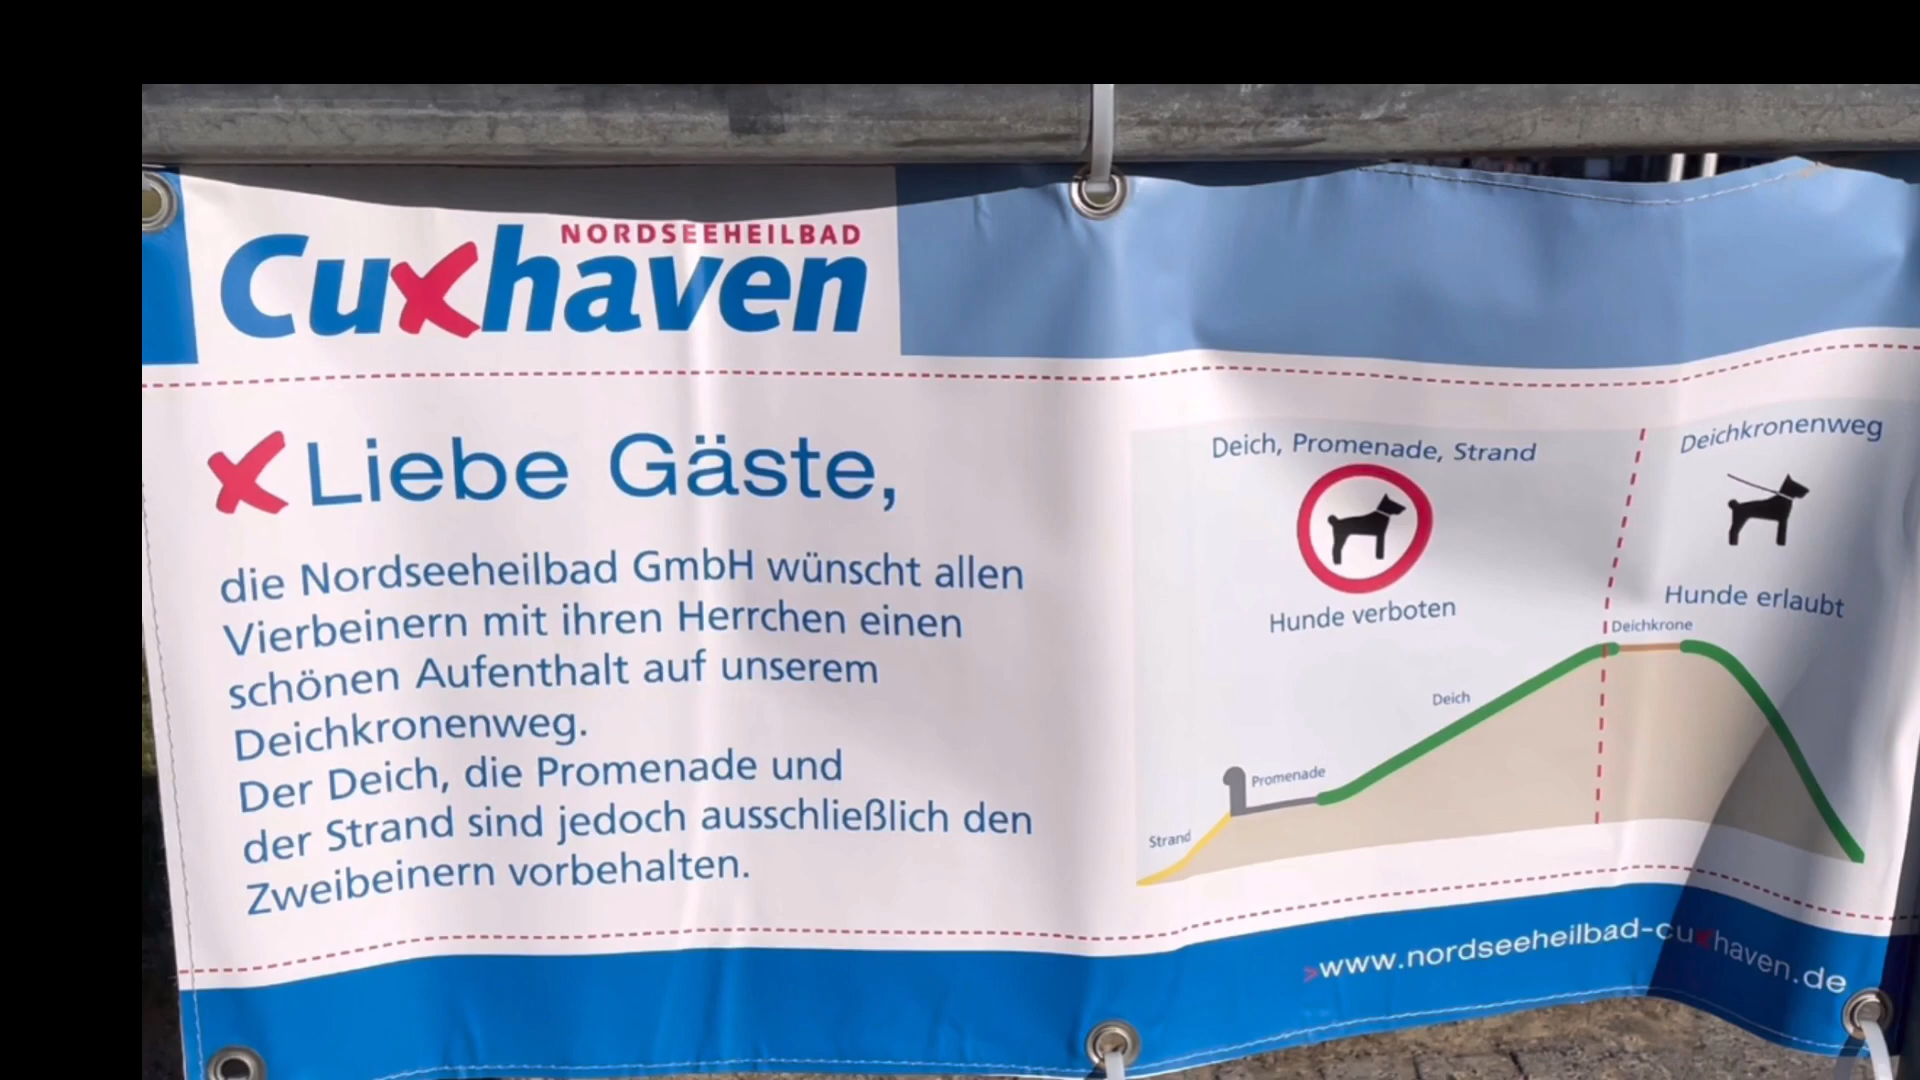 NORDSEEHEILBAD
Cuxhaven
Liebe Gäste,
die Nordseeheilbad GmbH wünscht allen
Vierbeinern mit ihren Herrchen einen
schönen Aufenthalt auf unserem
Deichkronenweg.
Der Deich, die Promenade und
der Strand sind jedoch ausschließlich den
Zweibeinern vorbehalten.
Deich, Promenade, Strand
Hunde verboten
Deichkronenweg
Hunde erlaubt
Deichkrone
Deich
Promenade
Strand
>www.nordseeheilbad-cuxhaven.de